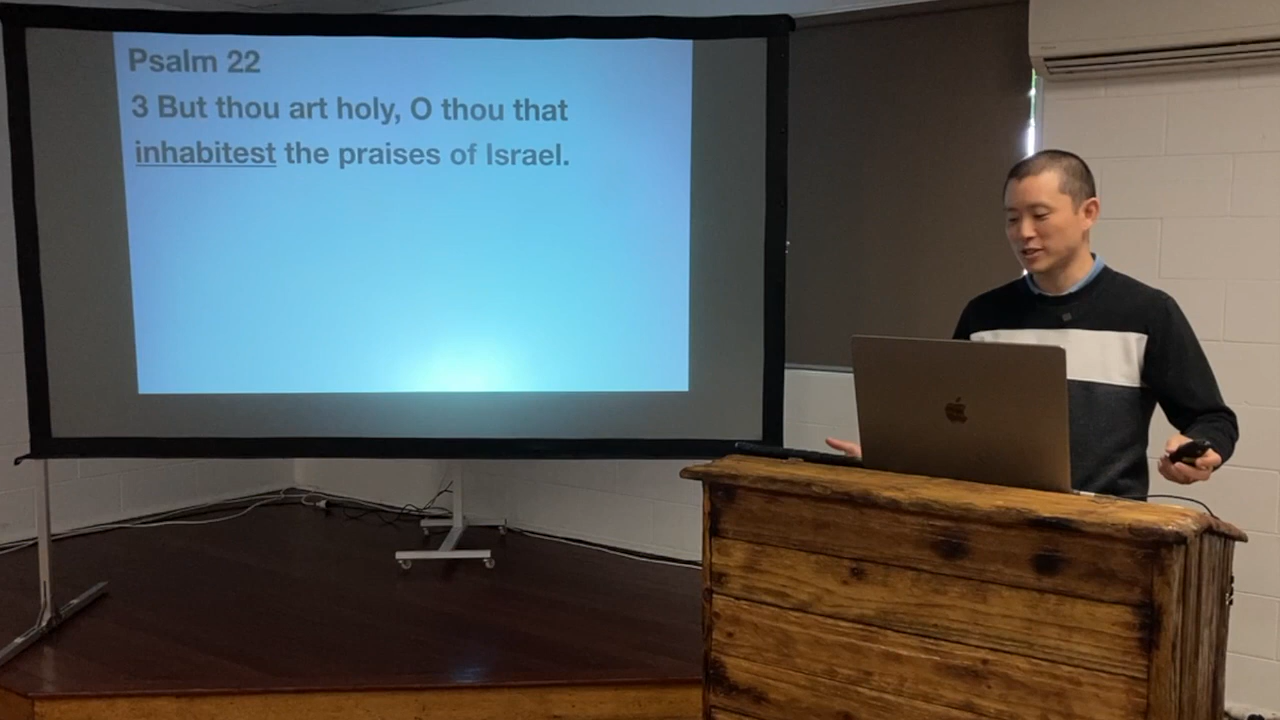 Psalm 22
3 But thou art holy, O thou that
inhabitest the praises of Israel.